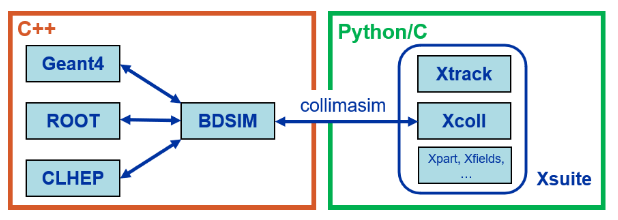 C++
Geant4
ROOT
CLHEP
BDSIM
collimasim
Python/C
Xtrack
Xcoll
Xpart, Xfields,
...
Xsuite